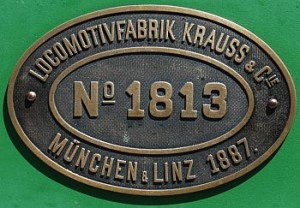 LOCOMOTIVFABRIK KRAUSS & CIE
No 1813
MÜNCHEN & LINZ 1887.